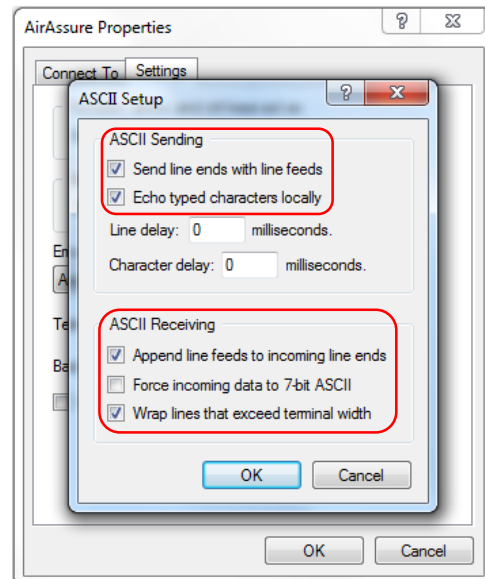 AirAssure Properties
Connect To Settings
ASCII Setup
ASCII Sending
Send line ends with line feeds
Echo typed characters locally
Line delay: 0 milliseconds.
Character delay: 0 milliseconds.
ASCII Receiving
Append line feeds to incoming line ends
Force incoming data to 7-bit ASCII
Wrap lines that exceed terminal width
OK Cancel
OK Cancel